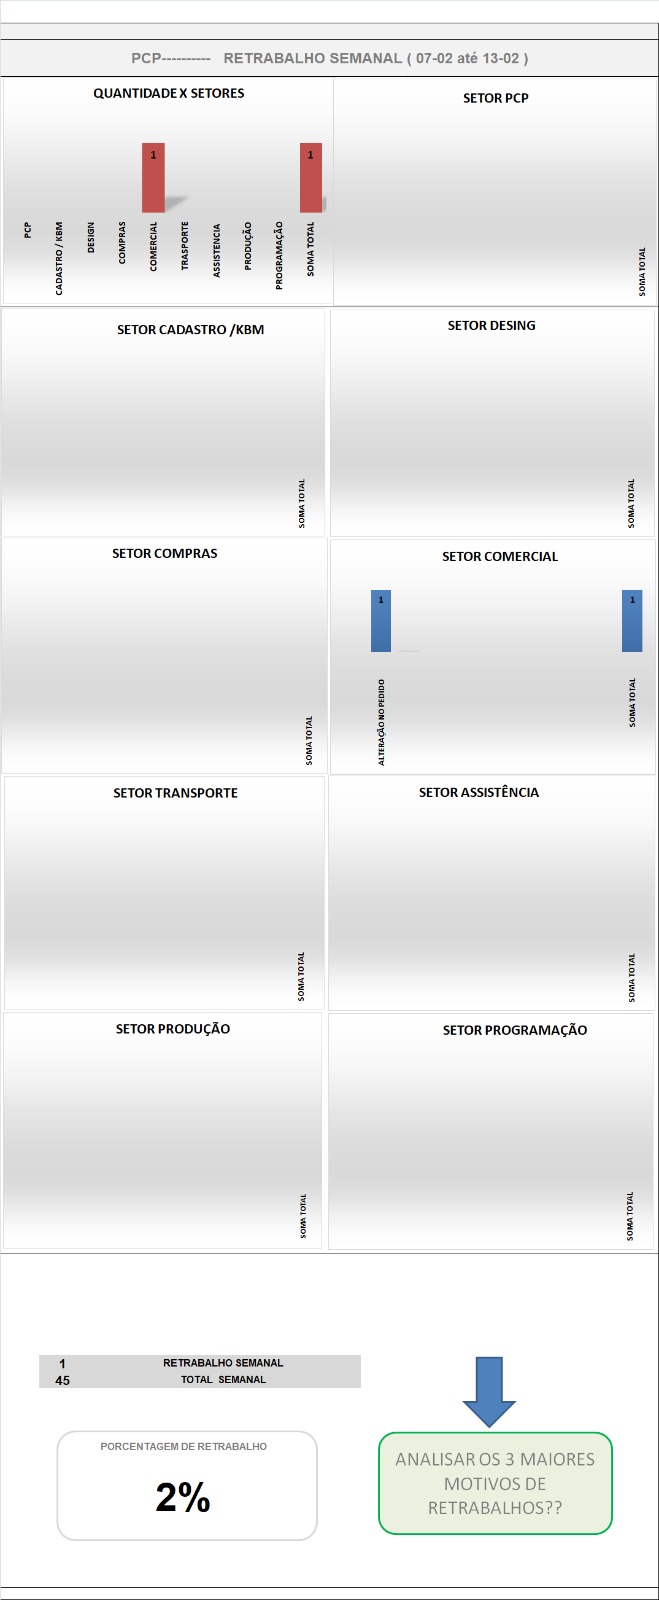 PCP---------- RETRABALHO SEMANAL ( 07-02 até 13-02 )
QUANTIDADE X SETORES
1
1
PCP
CADASTRO / KBM
DESIGN
COMPRAS
COMERCIAL
TRASPORTE
ASSISTENCIA
PRODUÇÃO
PROGRAMAÇÃO
SOMA TOTAL
SETOR PCP
SOMA TOTAL
SETOR CADASTRO /KBM
SOMA TOTAL
SETOR DESING
SOMA TOTAL
SETOR COMPRAS
SOMA TOTAL
SETOR COMERCIAL
1
1
ALTERAÇÃO NO PEDIDO
SOMA TOTAL
SETOR TRANSPORTE
SOMA TOTAL
SETOR ASSISTÊNCIA
SOMA TOTAL
SETOR PRODUÇÃO
SOMA TOTAL
SETOR PROGRAMAÇÃO
SOMA TOTAL
1 RETRABALHO SEMANAL
45 TOTAL SEMANAL
PORCENTAGEM DE RETRABALHO
2%
ANALISAR OS 3 MAIORES
MOTIVOS DE
RETRABALHOS??